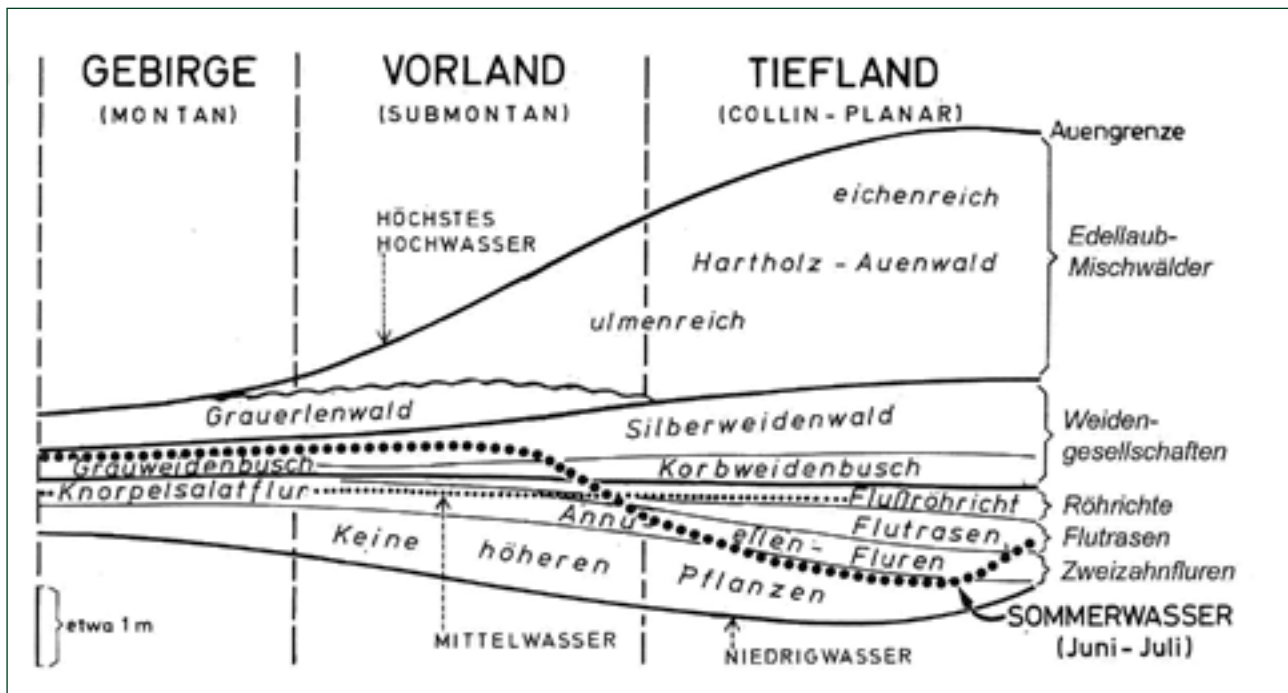 GEBIRGE
(MONTAN)
VORLAND
(SUBMONTAN)
TIEFLAND
(COLLIN - PLANAR)
Auengrenze
eichenreich
HÖCHSTES
HOCHWASSER
Edellaub-
Mischwälder
Hartholz - Auenwald
ulmenreich
Grauerlenwald
Silberweidenwald
Weiden-
gesellschaften
Grauweidenbusch
Korbweidenbusch
Knorpelsalatflur
Flußröhricht
Röhrichte
Annu
ellen-
Fluren
Flutrasen
Flutrasen
Keine
höheren
Pflanzen
Zweizahnfluren
etwa 1m
MITTELWASSER
NIEDRIGWASSER
SOMMERWASSER
(Juni - Juli)